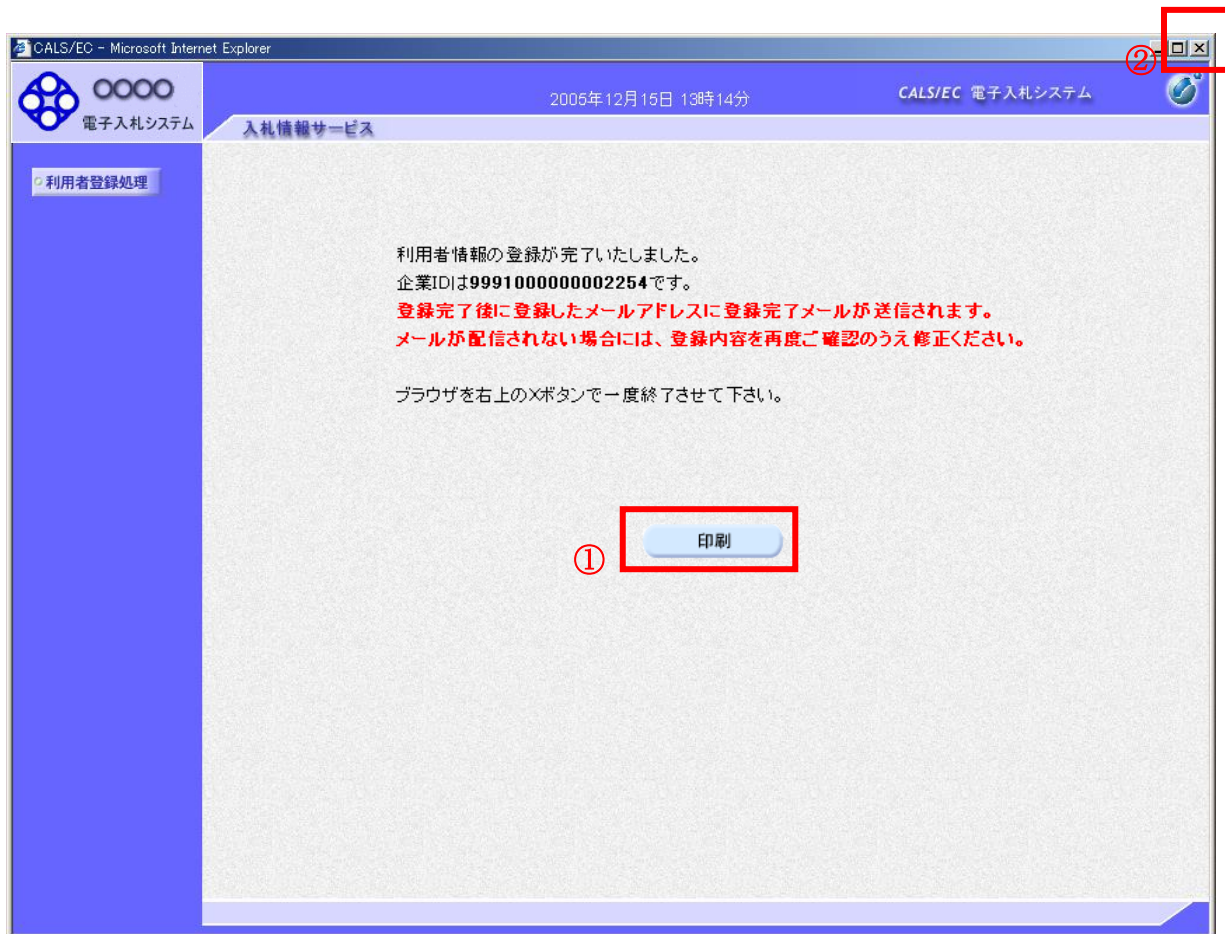 CALS/EC - Microsoft Internet Explorer
②
OOOO
電子入札システム
2005年12月15日 13時14分
CALS/EC 電子入札システム
入札情報サービス
利用者登録処理
利用者情報の登録が完了いたしました。
企業IDは9991000000002254です。
登録完了後に登録したメールアドレスに登録完了メールが送信されます。
メールが配信されない場合には、登録内容を再度ご確認のうえ修正ください。
ブラウザを右上の×ボタンで一度終了させて下さい。
①
印刷